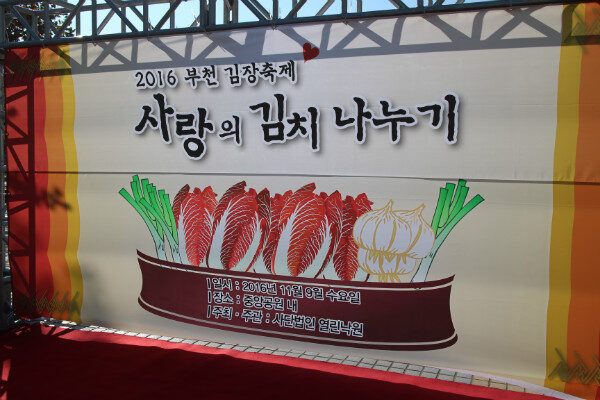 2016 부천 김장축제
사랑의 김치 나누기
일시 : 2016년 11월 9일 수요일
장소 : 중앙공원 내
주최·주관 : 사단법인 열린낙원